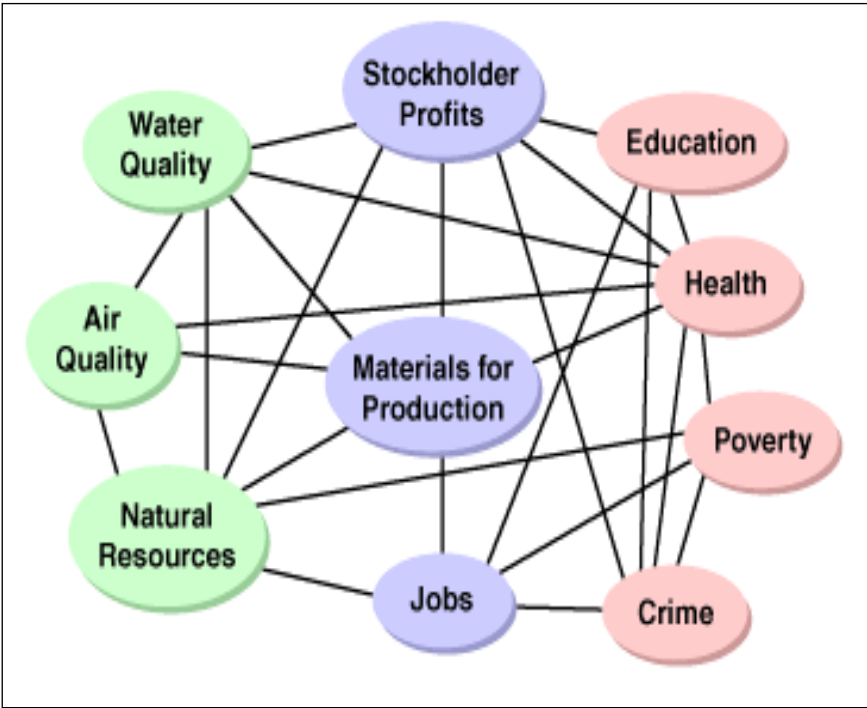 Stockholder
Profits
Water
Quality
Education
Health
Air
Quality
Materials for
Production
Poverty
Natural
Resources
Jobs
Crime